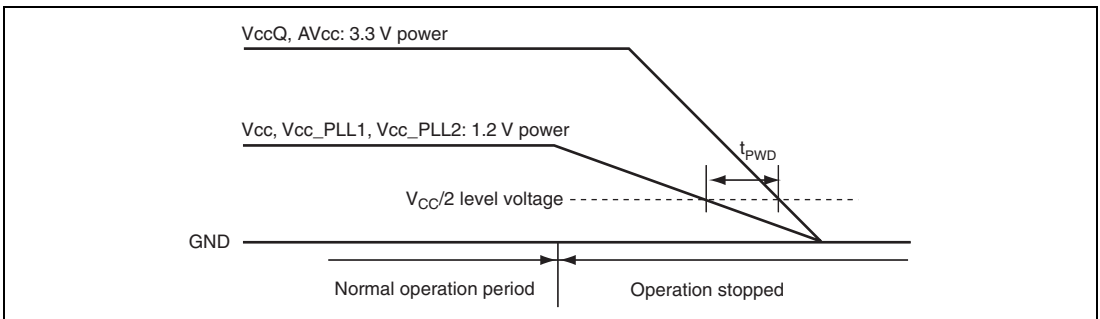 VccQ, AVcc: 3.3 V power
Vcc, Vcc_PLL1, Vcc_PLL2: 1.2 V power
tPWD
VCC/2 level voltage
GND
Normal operation period
Operation stopped